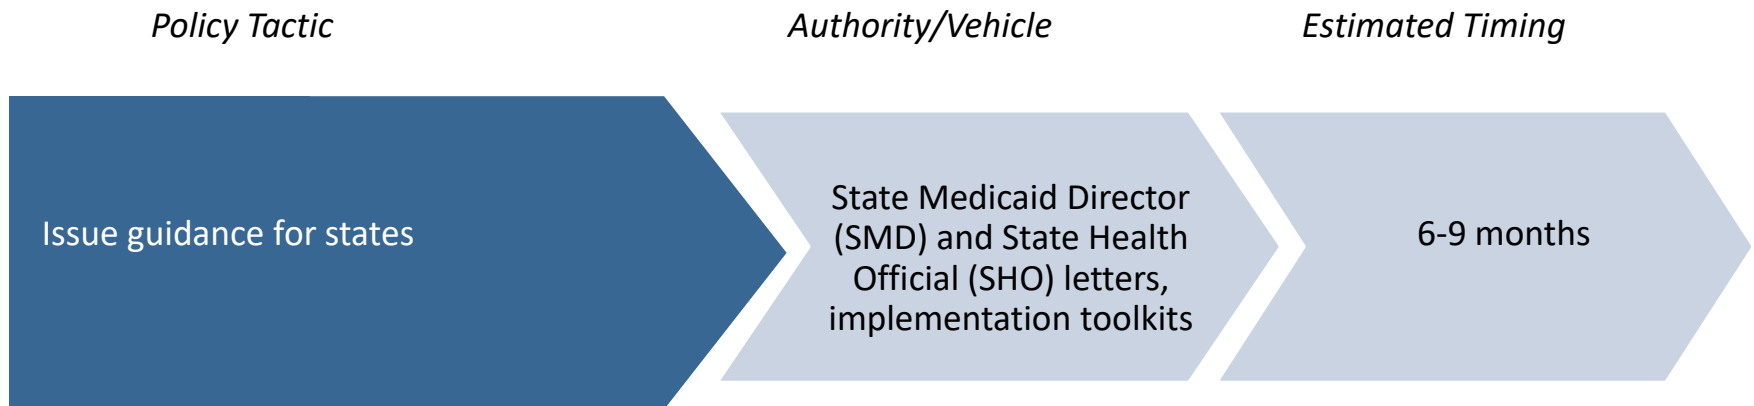 Policy Tactic
Authority/Vehicle
Estimated Timing
Issue guidance for states
State Medicaid Director
(SMD) and State Health
Official (SHO) letters,
implementation toolkits
6-9 months